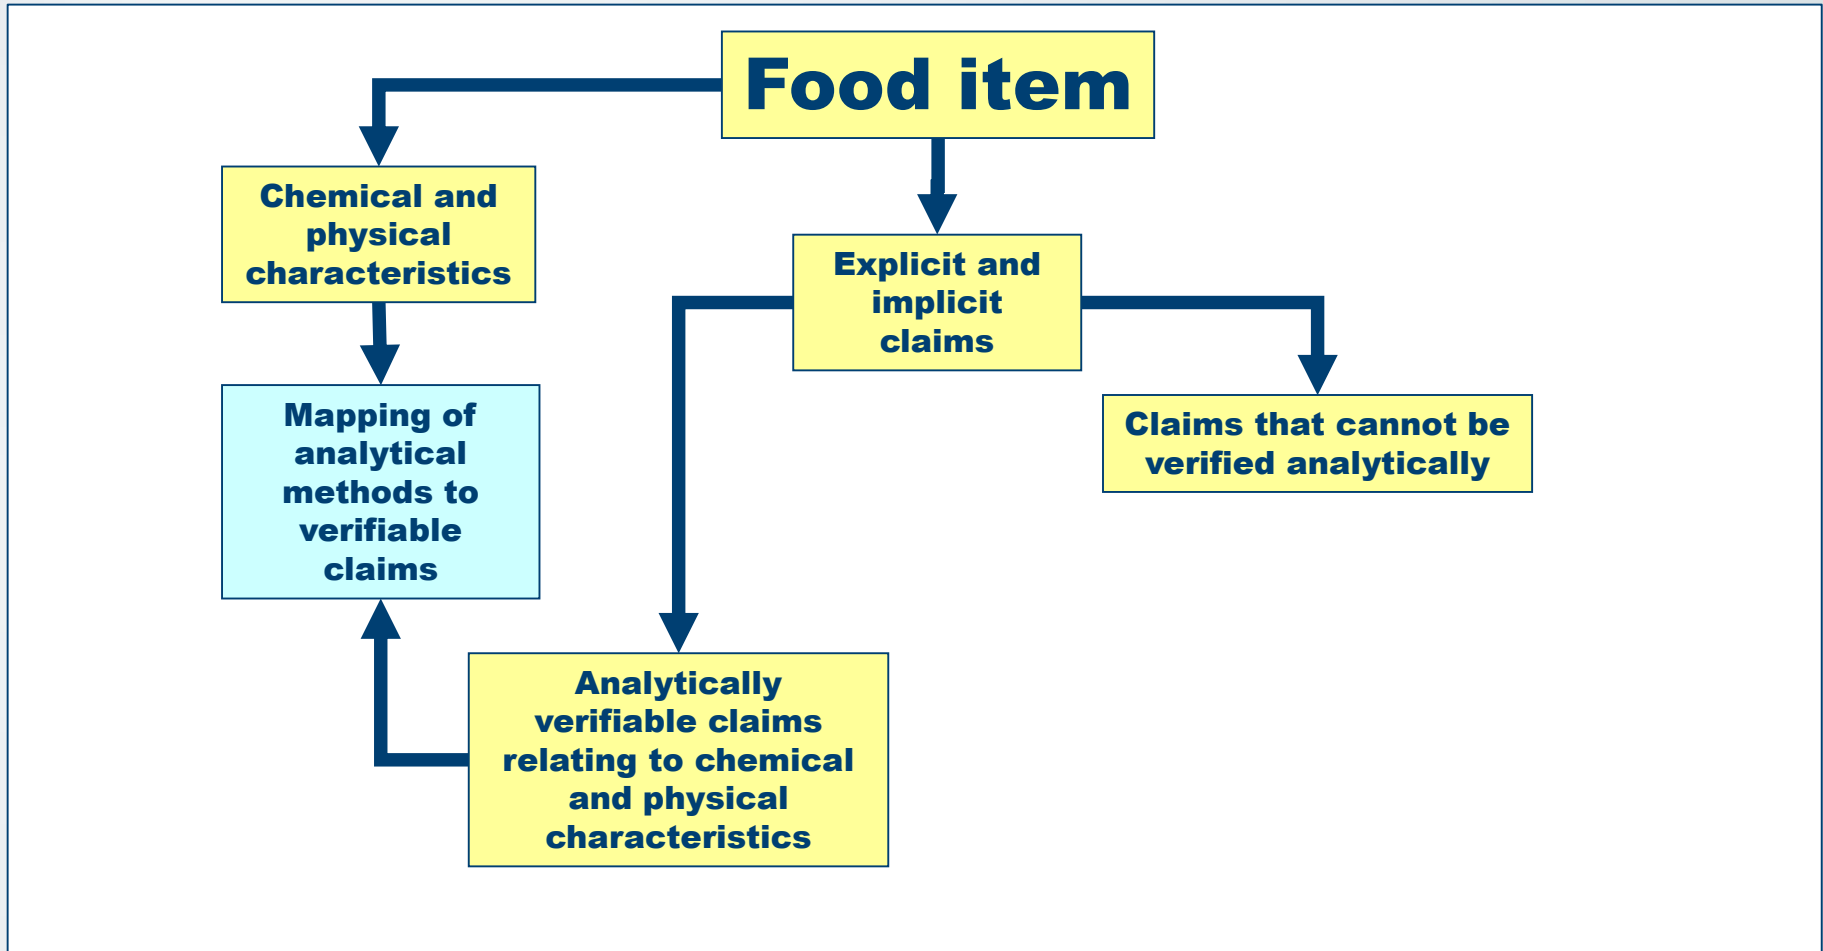 Food item
Chemical and
physical
characteristics
Explicit and
implicit
claims
Mapping of
analytical
methods to
verifiable
claims
Claims that cannot be
verified analytically
Analytically
verifiable claims
relating to chemical
and physical
characteristics